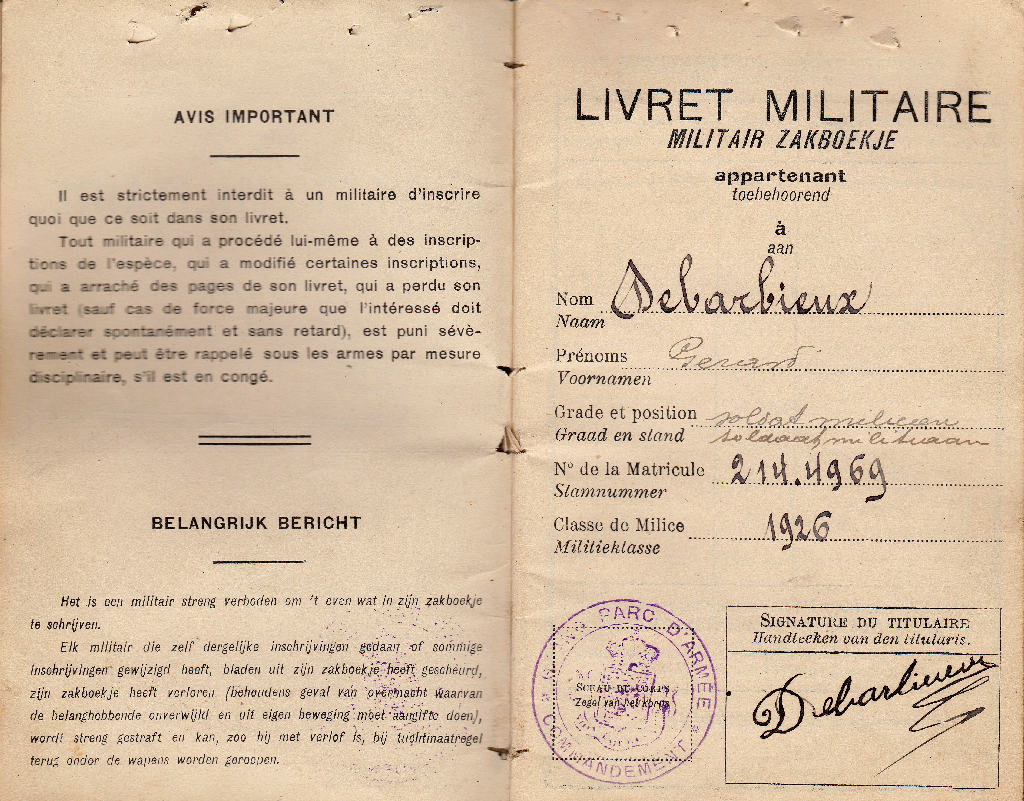 AVIS IMPORTANT
Il est strictement interdit à un militaire d'inscrire
quoi que ce soit dans son livret.
Tout militaire qui a procédé lui-même à des inscrip-
tions de l'espèce, qui a modifié certaines inscriptions,
qui a arraché des pages de son livret, qui a perdu son
livret (sauf cas de force majeure que l'intéressé doit
déclarer spontanément et sans retard), est puni sévè-
rement et peut être rappelé sous les armes par mesure
disciplinaire, s'il est en congé.
BELANGRIJK BERICHT
Het is een militair streng verboden om 't even wat in zijn zakboekje
te schrijven.
Elk militair die zelf dergelijke inschrijvingen gedaan of sommige
inschrijvingen gewijzigd heeft, bladen uit zijn zakboekje heeft gescheurd,
zijn zakboekje heeft verloren (behoudens geval van overmacht waarvan
de belanghebbende onverwijld en uit eigen beweging moet aangifte doen),
wordt streng gestraft en kan, zoo hij met verlof is, bij tuchtmaatregel
terug onder de wapens worden geroepen.
LIVRET MILITAIRE
MILITAIR ZAKBOEKJE
appartenant
toebehoorend
à
aan
Nom Debarbieux
Naam
Prénoms Gerard
Voornamen
Grade et position soldat milicien
Graad en stand soldaat militiaan
N° de la Matricule 214.4969
Stamnummer
Classe de Milice 1926
Militieklasse
PARC D'ARMÉE
COMMANDEMENT
SCEAU DU CORPS
Zegel van het korps
SIGNATURE DU TITULAIRE
Handteeken van den titularis.
Debarbieux